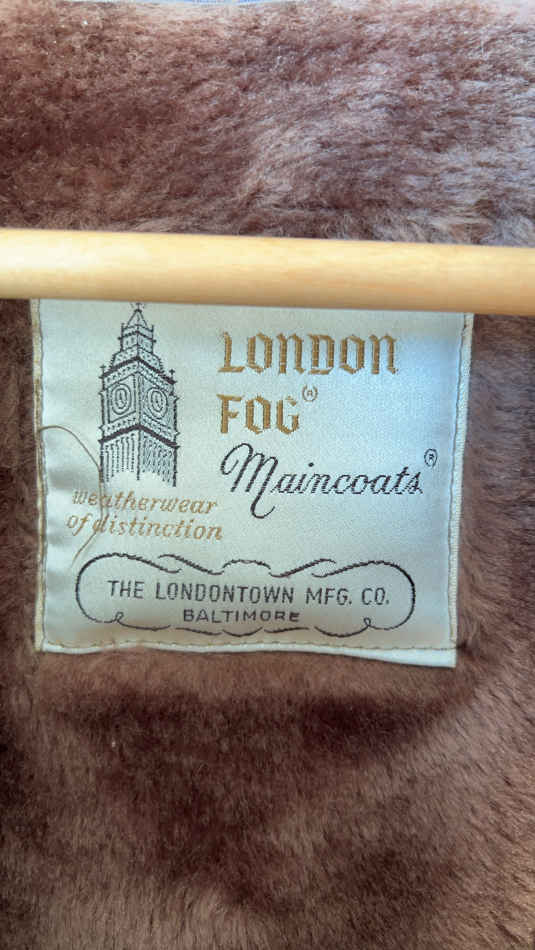 LONDON
FOG®
Maincoats®
weatherwear
of distinction
THE LONDONTOWN MFG. CO.
BALTIMORE